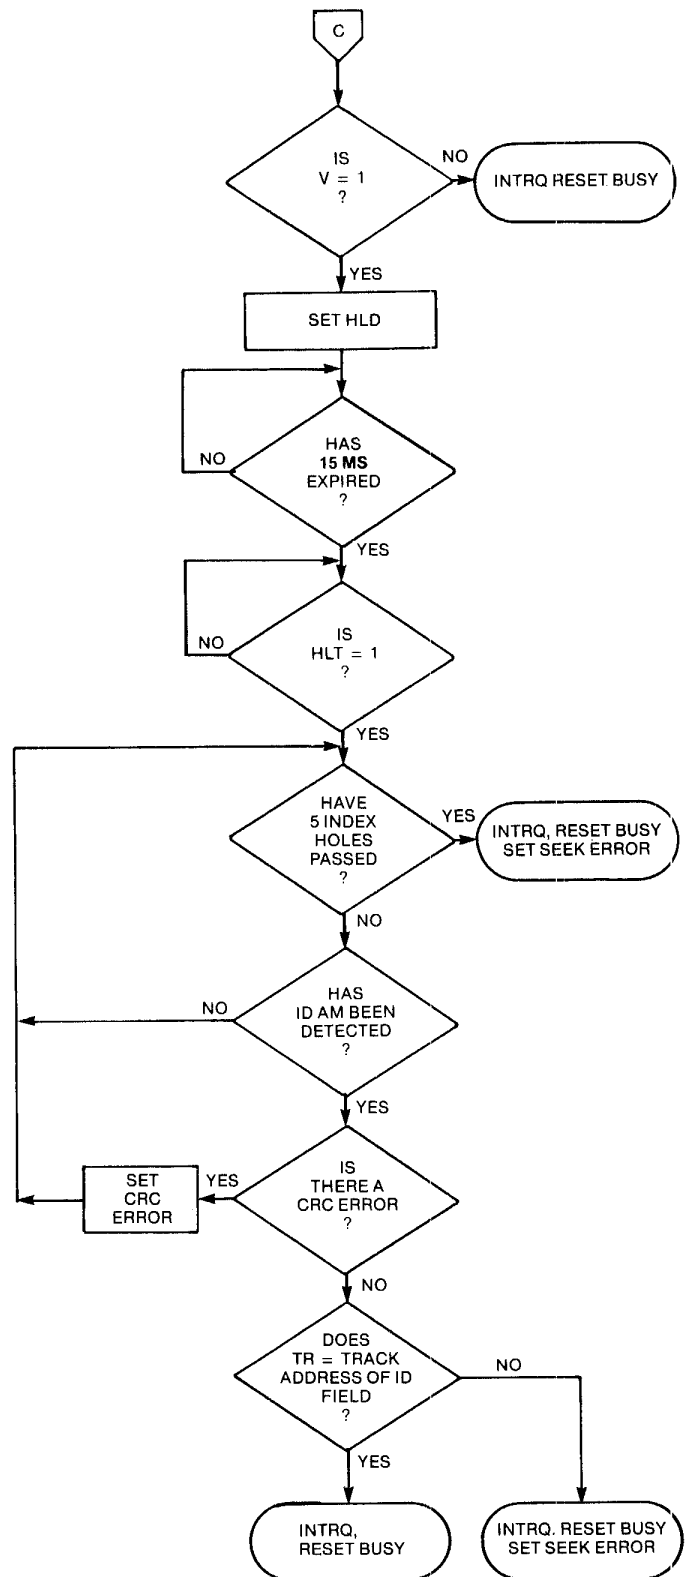 C
IS
V = 1
?
NO
INTRQ RESET BUSY
YES
SET HLD
HAS
15 MS
EXPIRED
?
NO
YES
IS
HLT = 1
?
NO
YES
HAVE
5 INDEX
HOLES
PASSED
?
YES
INTRQ, RESET BUSY
SET SEEK ERROR
NO
HAS
ID AM BEEN
DETECTED
?
NO
YES
IS
THERE A
CRC ERROR
?
YES
SET
CRC
ERROR
NO
DOES
TR = TRACK
ADDRESS OF ID
FIELD
?
NO
YES
INTRQ,
RESET BUSY
INTRQ. RESET BUSY
SET SEEK ERROR